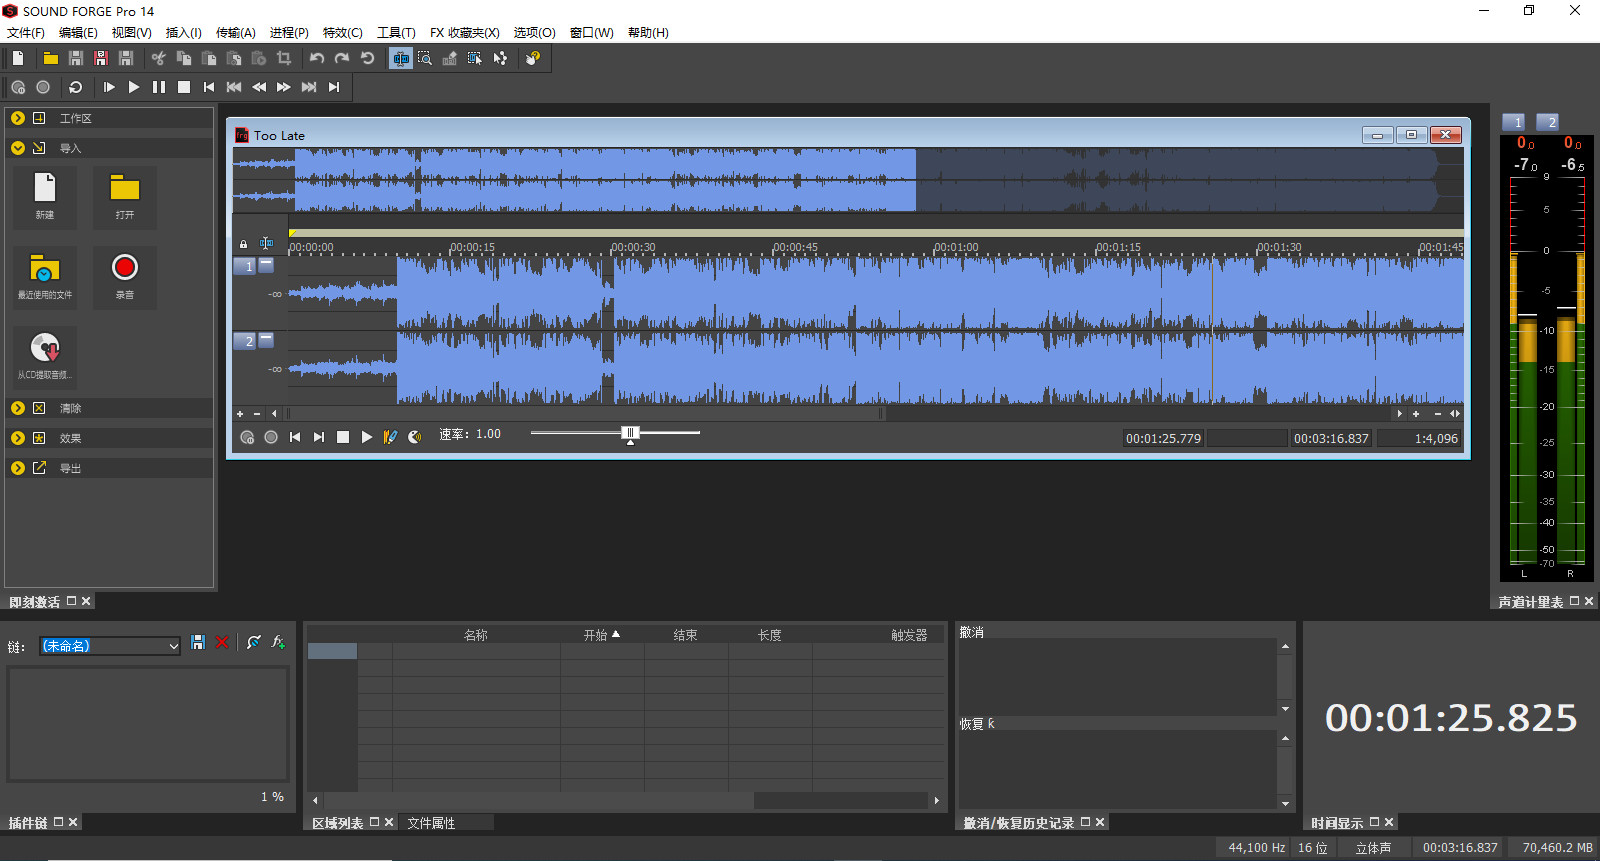 SOUND FORGE Pro 14
文件(F) 编辑(E) 视图(V) 插入(I) 传输(A) 进程(P) 特效(C) 工具(T) FX 收藏夹(X) 选项(O) 窗口(W) 帮助(H)
工作区
导入
新建 打开
最近使用的文件 录音
从CD提取音频...
清除
效果
导出
即刻激活
frg Too Late
00:00:00 00:00:15 00:00:30 00:00:45 00:01:00 00:01:15 00:01:30 00:01:45
1
-∞
2
-∞
速率: 1.00
00:01:25.779 00:03:16.837 1:4,096
1 2
0.0 0.0
-7.0 -6.5
9
5
0
-5
-10
-15
-20
-25
-30
-35
-40
-50
-70
L R
声道计量表
链: (未命名)
1 %
插件链
名称 开始 结束 长度 触发器
区域列表 文件属性
撤消
恢复 k
撤消/恢复历史记录
00:01:25.825
时间显示
44,100 Hz 16 位 立体声 00:03:16.837 70,460.2 MB